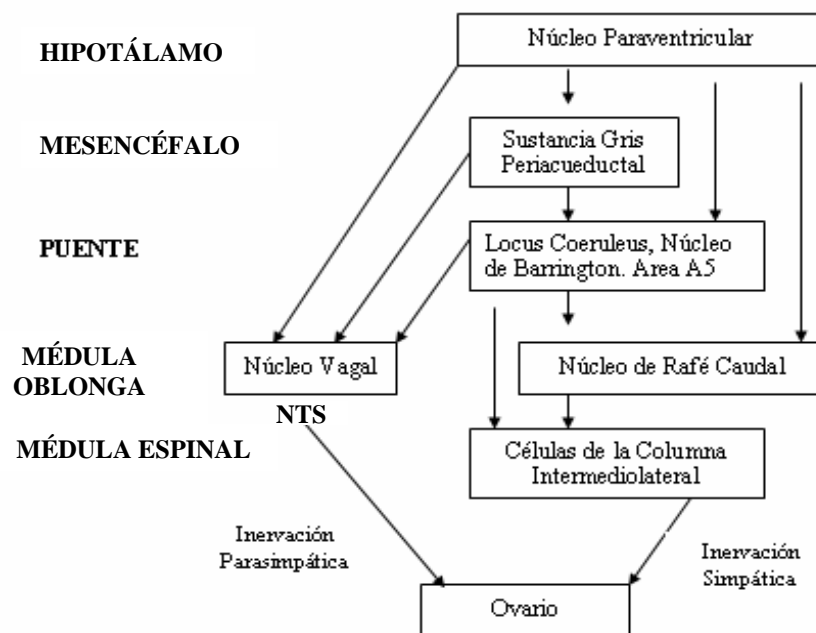 HIPOTÁLAMO
Núcleo Paraventricular
MESENCÉFALO
Sustancia Gris
Periacueductal
PUENTE
Locus Coeruleus, Núcleo
de Barrington. Area A5
MÉDULA
OBLONGA
Núcleo Vagal
Núcleo de Rafé Caudal
NTS
MÉDULA ESPINAL
Células de la Columna
Intermediolateral
Inervación
Parasimpática
Inervación
Simpática
Ovario